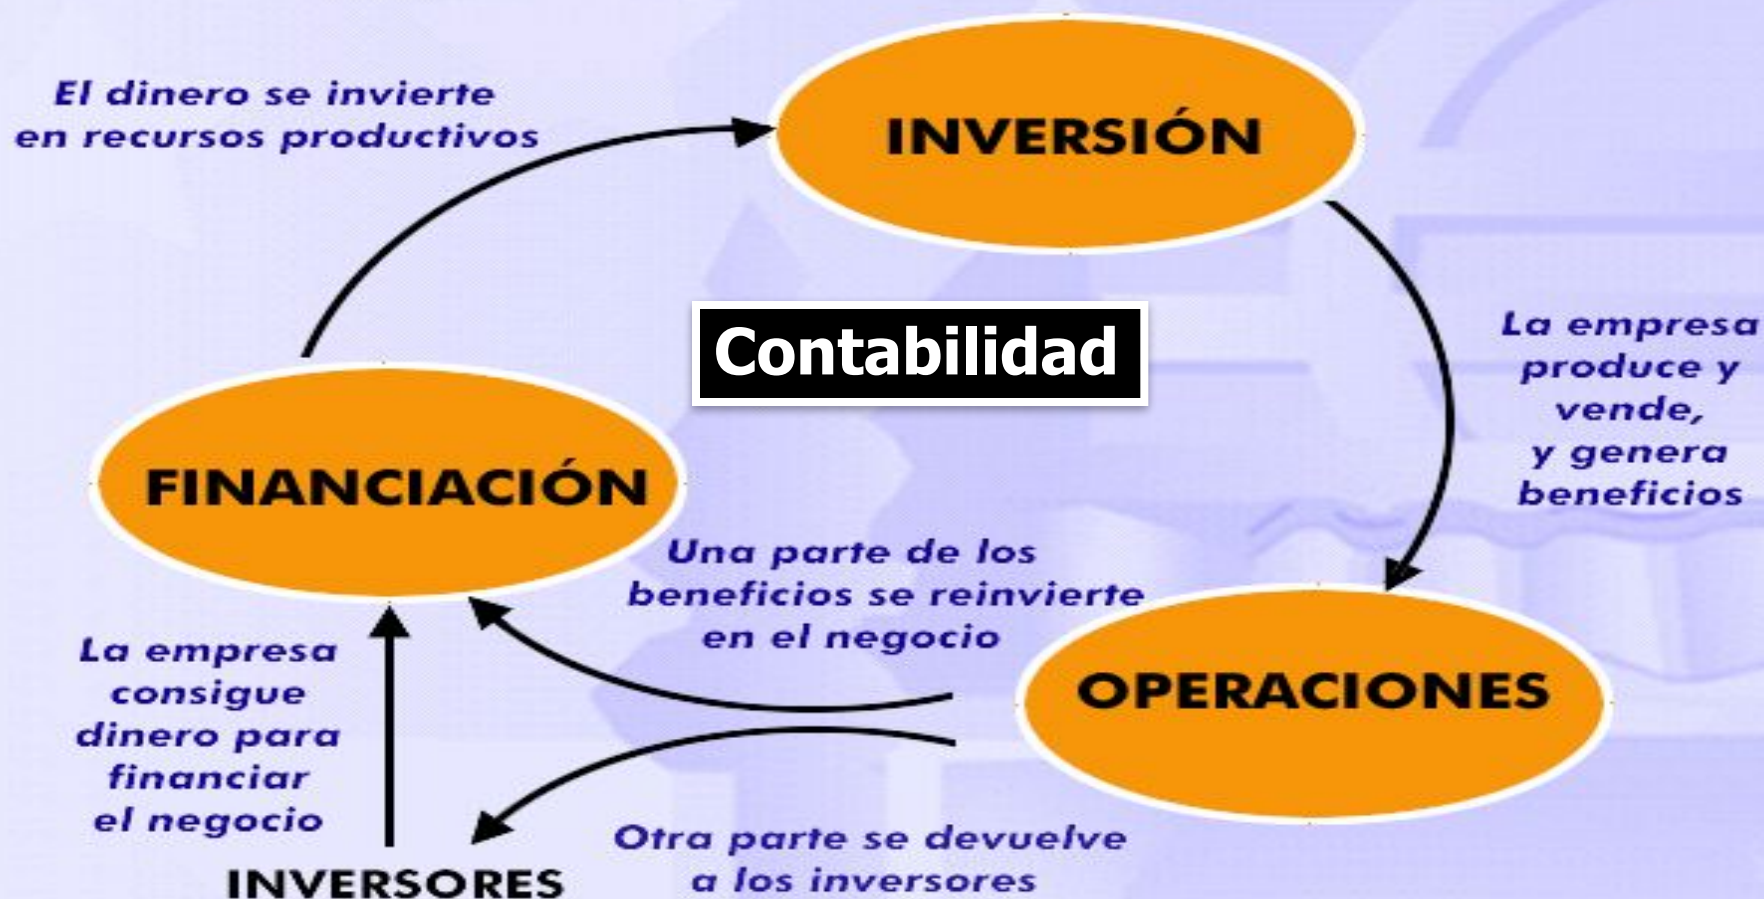 El dinero se invierte
en recursos productivos
INVERSIÓN
Contabilidad
La empresa
produce y
vende,
y genera
beneficios
FINANCIACIÓN
Una parte de los
beneficios se reinvierte
en el negocio
OPERACIONES
La empresa
consigue
dinero para
financiar
el negocio
Otra parte se devuelve
a los inversores
INVERSORES